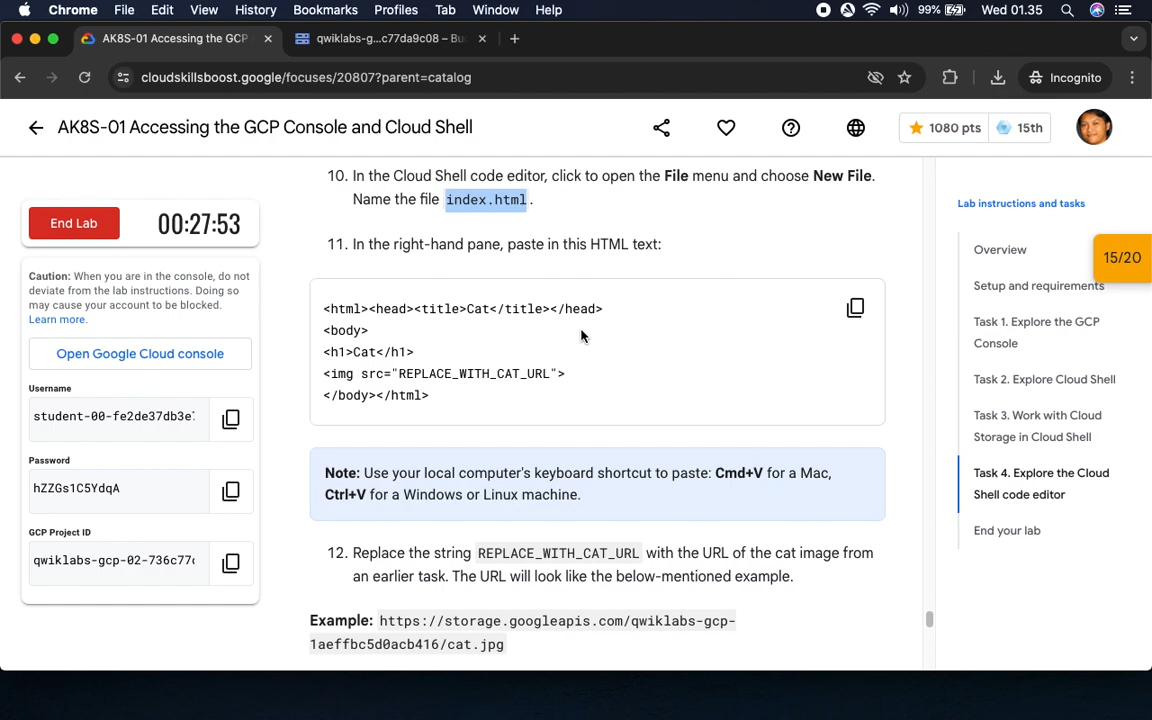 Chrome File Edit View History Bookmarks Profiles Tab Window Help 99% Wed 01.35
AK8S-01 Accessing the GCP
qwiklabs-g...c77da9c08 – Bu
cloudskillsboost.google/focuses/20807?parent=catalog
Incognito
AK8S-01 Accessing the GCP Console and Cloud Shell
1080 pts
15th
End Lab
00:27:53
Caution: When you are in the console, do not
deviate from the lab instructions. Doing so
may cause your account to be blocked.
Learn more.
Open Google Cloud console
Username
student-00-fe2de37db3e
Password
hZZGs1C5YdqA
GCP Project ID
qwiklabs-gcp-02-736c77
10. In the Cloud Shell code editor, click to open the File menu and choose New File.
Name the file index.html.
11. In the right-hand pane, paste in this HTML text:
<html><head><title>Cat</title></head>
<body>
<h1>Cat</h1>
<img src="REPLACE_WITH_CAT_URL">
</body></html>
Note: Use your local computer's keyboard shortcut to paste: Cmd+V for a Mac,
Ctrl+V for a Windows or Linux machine.
12. Replace the string REPLACE_WITH_CAT_URL with the URL of the cat image from
an earlier task. The URL will look like the below-mentioned example.
Example: https://storage.googleapis.com/qwiklabs-gcp-
1aeffbc5d0acb416/cat.jpg
Lab instructions and tasks
15/20
Overview
Setup and requirements
Task 1. Explore the GCP
Console
Task 2. Explore Cloud Shell
Task 3. Work with Cloud
Storage in Cloud Shell
Task 4. Explore the Cloud
Shell code editor
End your lab